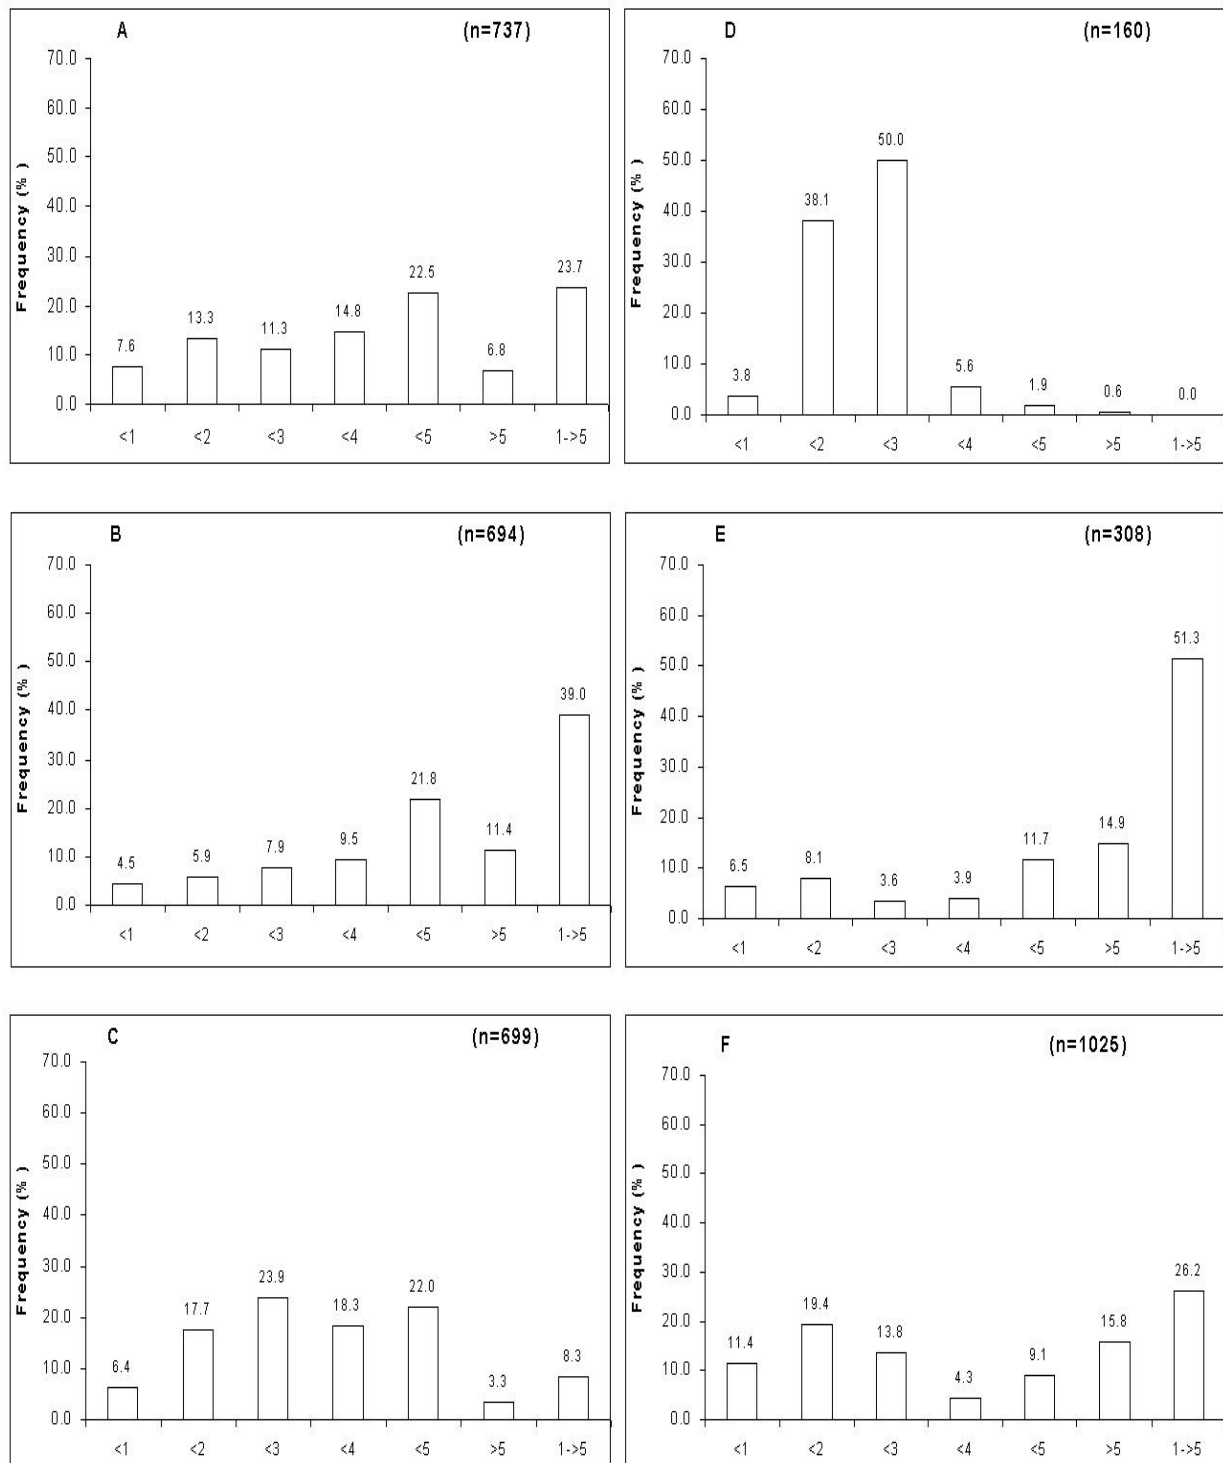 A (n=737)
70.0
60.0
50.0
40.0
30.0
20.0
10.0
0.0
Frequency (% )
7.6 13.3 11.3 14.8 22.5 6.8 23.7
<1 <2 <3 <4 <5 >5 1->5
D (n=160)
70.0
60.0
50.0
40.0
30.0
20.0
10.0
0.0
Frequency (% )
3.8 38.1 50.0 5.6 1.9 0.6 0.0
<1 <2 <3 <4 <5 >5 1->5
B (n=694)
70.0
60.0
50.0
40.0
30.0
20.0
10.0
0.0
Frequency (% )
4.5 5.9 7.9 9.5 21.8 11.4 39.0
<1 <2 <3 <4 <5 >5 1->5
E (n=308)
70.0
60.0
50.0
40.0
30.0
20.0
10.0
0.0
Frequency (% )
6.5 8.1 3.6 3.9 11.7 14.9 51.3
<1 <2 <3 <4 <5 >5 1->5
C (n=699)
70.0
60.0
50.0
40.0
30.0
20.0
10.0
0.0
Frequency (% )
6.4 17.7 23.9 18.3 22.0 3.3 8.3
<1 <2 <3 <4 <5 >5 1->5
F (n=1025)
70.0
60.0
50.0
40.0
30.0
20.0
10.0
0.0
Frequency (% )
11.4 19.4 13.8 4.3 9.1 15.8 26.2
<1 <2 <3 <4 <5 >5 1->5